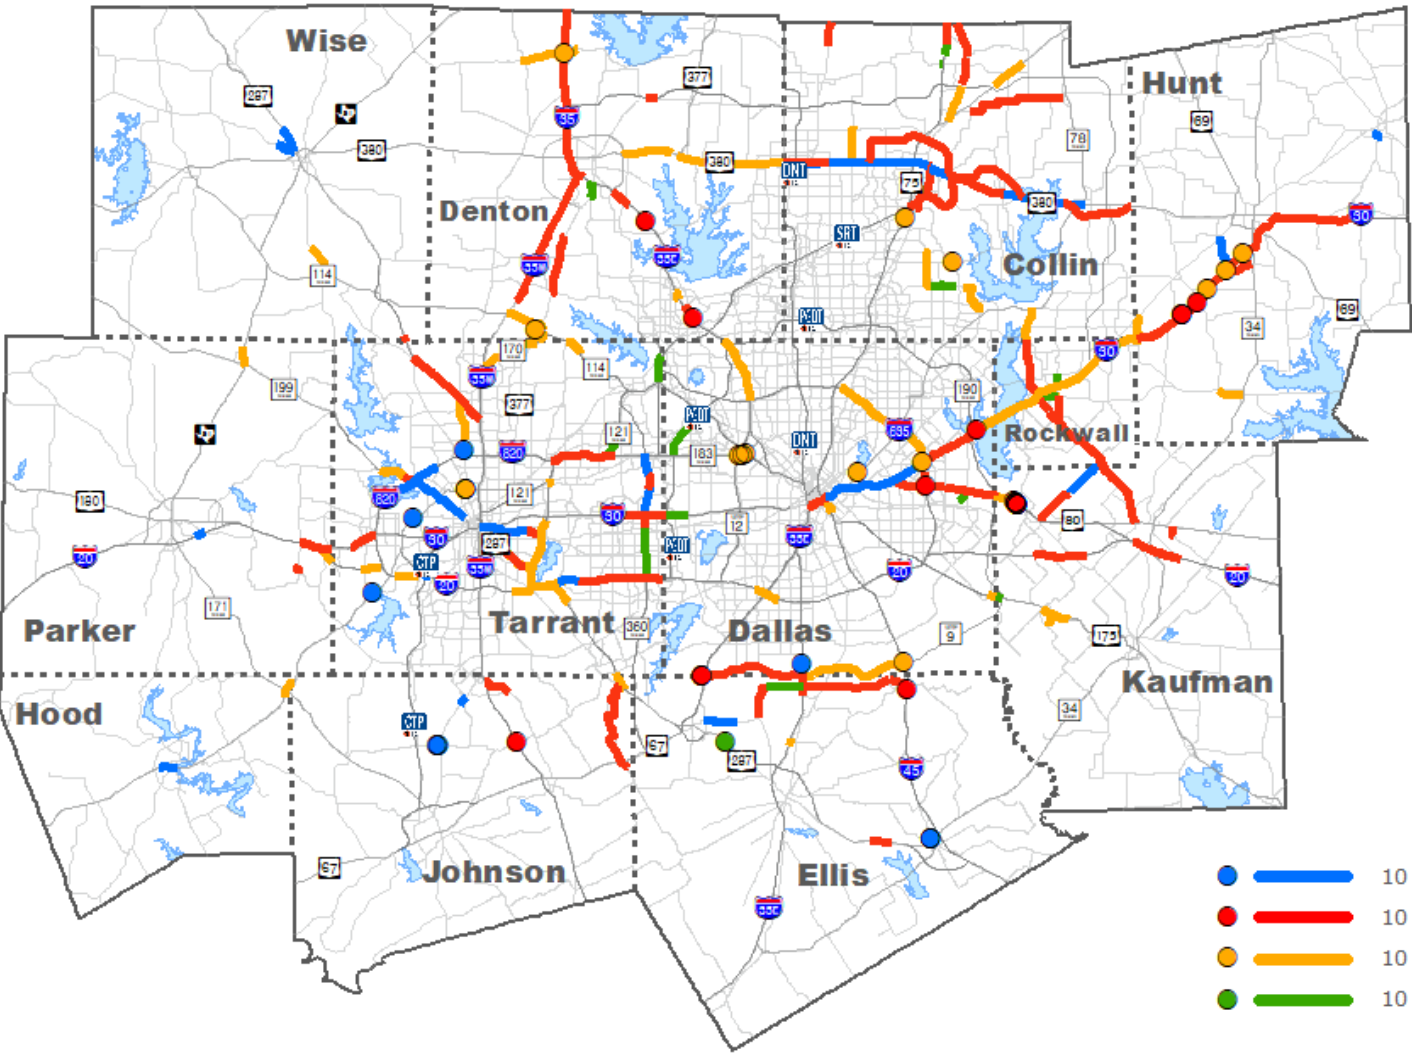 Wise
377
Hunt
287
69
35
78
380
380
DNT
75
380
Denton
30
SRT
35W
35E
Collin
114
69
PGBT
34
170
30
114
199
35W
190
377
121
635
PGBT
Rockwall
DNT
820
183
820
121
180
30
12
80
30
287
35E
PGBT
20
CTP
35W
20
20
20
171
Parker
Tarrant
360
Dallas
9
175
Kaufman
Hood
34
CTP
67
287
45
67
Johnson
Ellis
10
35E
10
10
10